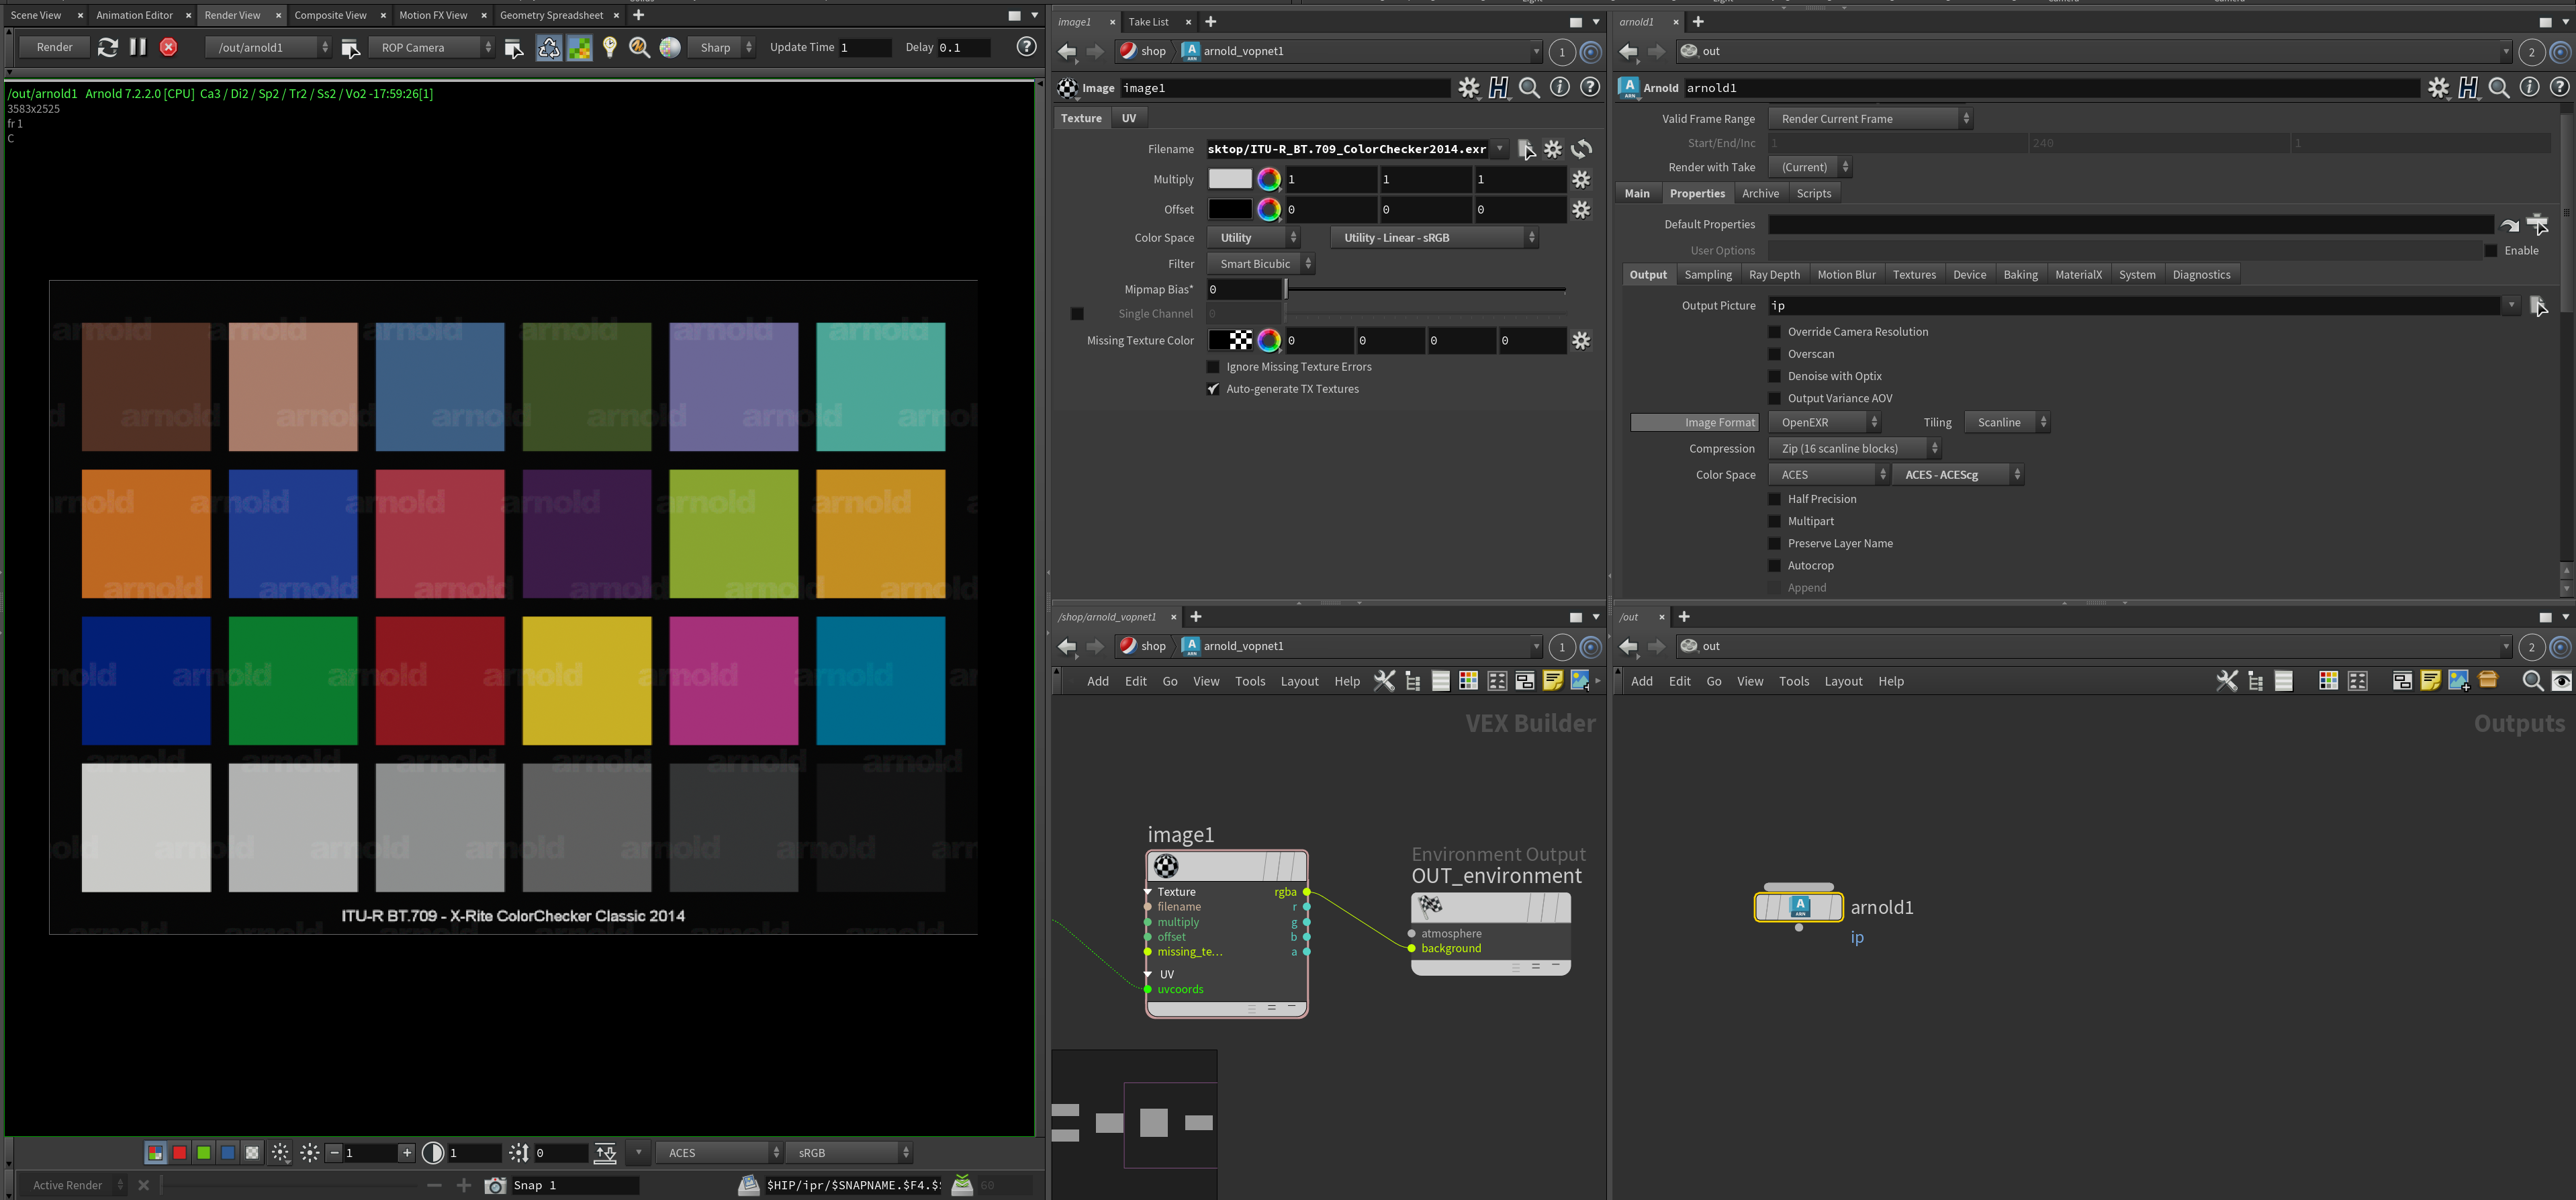 Scene View
Animation Editor
Render View
Composite View
Motion FX View
Geometry Spreadsheet
Render
/out/arnold1
ROP Camera
Sharp
Update Time 1
Delay 0.1
/out/arnold1 Arnold 7.2.2.0 [CPU] Ca3 / Di2 / Sp2 / Tr2 / Ss2 / Vo2 -17:59:26[1]
3583x2525
fr 1
C
arnold
ITU-R BT.709 - X-Rite ColorChecker Classic 2014
1
1
0
ACES
sRGB
Active Render
Snap 1
$HIP/ipr/$SNAPNAME.$F4.$
60
image1
Take List
shop
arnold_vopnet1
1
Image image1
Texture
UV
Filename sktop/ITU-R_BT.709_ColorChecker2014.exr
Multiply 1 1 1
Offset 0 0 0
Color Space Utility Utility - Linear - sRGB
Filter Smart Bicubic
Mipmap Bias* 0
Single Channel 0
Missing Texture Color 0 0 0 0
Ignore Missing Texture Errors
Auto-generate TX Textures
/shop/arnold_vopnet1
shop
arnold_vopnet1
1
Add Edit Go View Tools Layout Help
VEX Builder
image1
Texture
rgba
filename
r
multiply
g
offset
b
missing_te...
a
UV
uvcoords
Environment Output
OUT_environment
atmosphere
background
arnold1
out
2
Arnold arnold1
Valid Frame Range Render Current Frame
Start/End/Inc 1 240 1
Render with Take (Current)
Main Properties Archive Scripts
Default Properties
User Options Enable
Output Sampling Ray Depth Motion Blur Textures Device Baking MaterialX System Diagnostics
Output Picture ip
Override Camera Resolution
Overscan
Denoise with Optix
Output Variance AOV
Image Format OpenEXR Tiling Scanline
Compression Zip (16 scanline blocks)
Color Space ACES ACES - ACEScg
Half Precision
Multipart
Preserve Layer Name
Autocrop
Append
/out
out
2
Add Edit Go View Tools Layout Help
Outputs
arnold1
ip